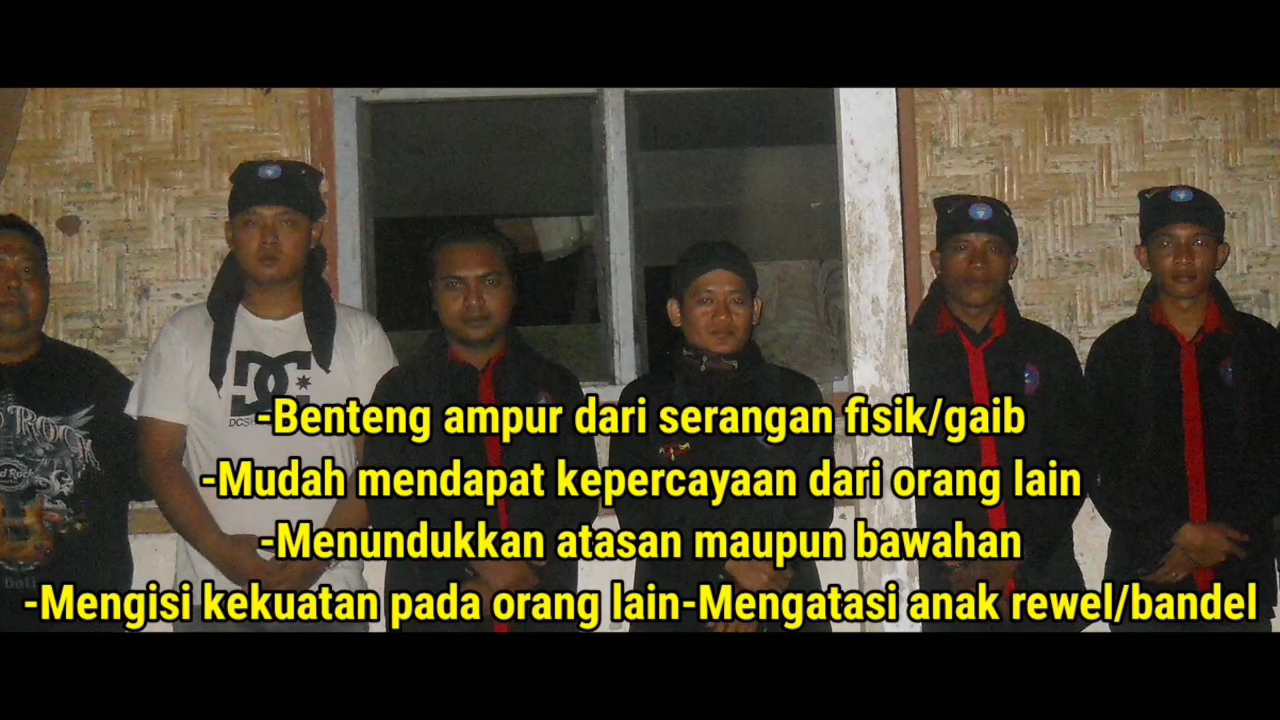 -Benteng ampur dari serangan fisik/gaib
-Mudah mendapat kepercayaan dari orang lain
-Menundukkan atasan maupun bawahan
-Mengisi kekuatan pada orang lain-Mengatasi anak rewel/bandel
DC